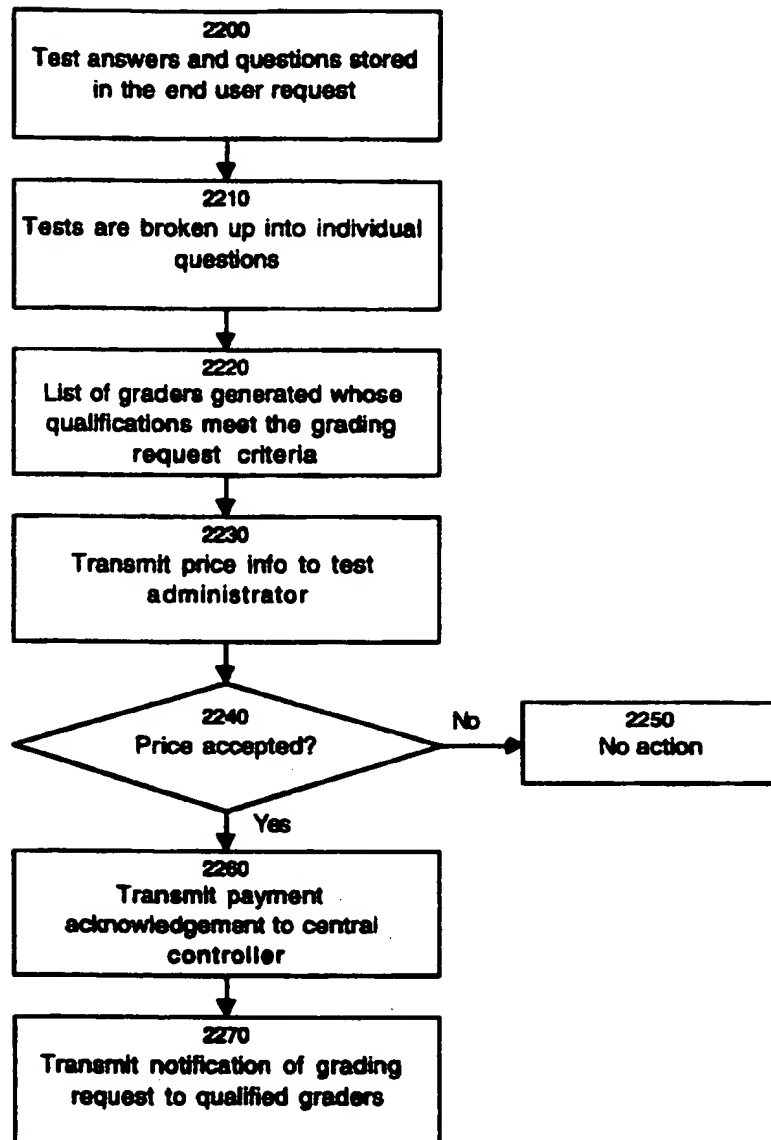 2200
Test answers and questions stored
in the end user request
2210
Tests are broken up into individual
questions
2220
List of graders generated whose
qualifications meet the grading
request criteria
2230
Transmit price info to test
administrator
2240
Price accepted?
No
2250
No action
Yes
2260
Transmit payment
acknowledgement to central
controller
2270
Transmit notification of grading
request to qualified graders